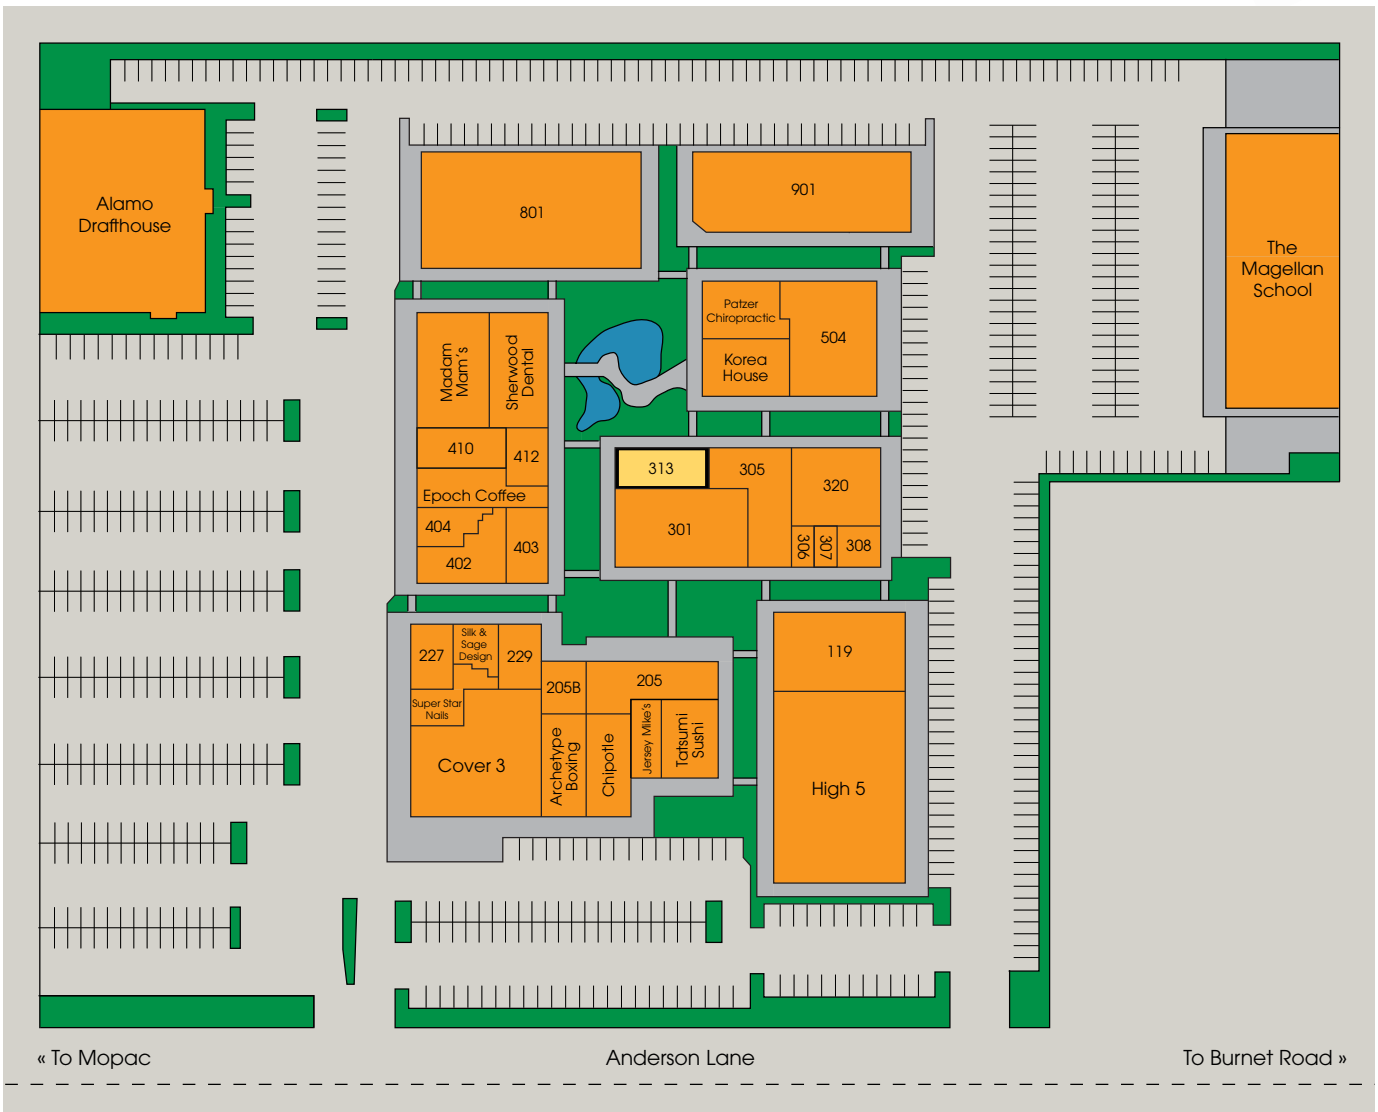 Alamo
Drafthouse
801
901
The
Magellan
School
Patzer
Chiropractic
504
Korea
House
Madam
Mam's
Sherwood
Dental
410
412
Epoch Coffee
404
403
402
313
305
320
301
306
307
308
227
Silk &
Sage
Design
229
205B
205
Super Star
Nails
Cover 3
Archetype
Boxing
Chipotle
Jersey Mike's
Tatsumi
Sushi
119
High 5
« To Mopac
Anderson Lane
To Burnet Road »